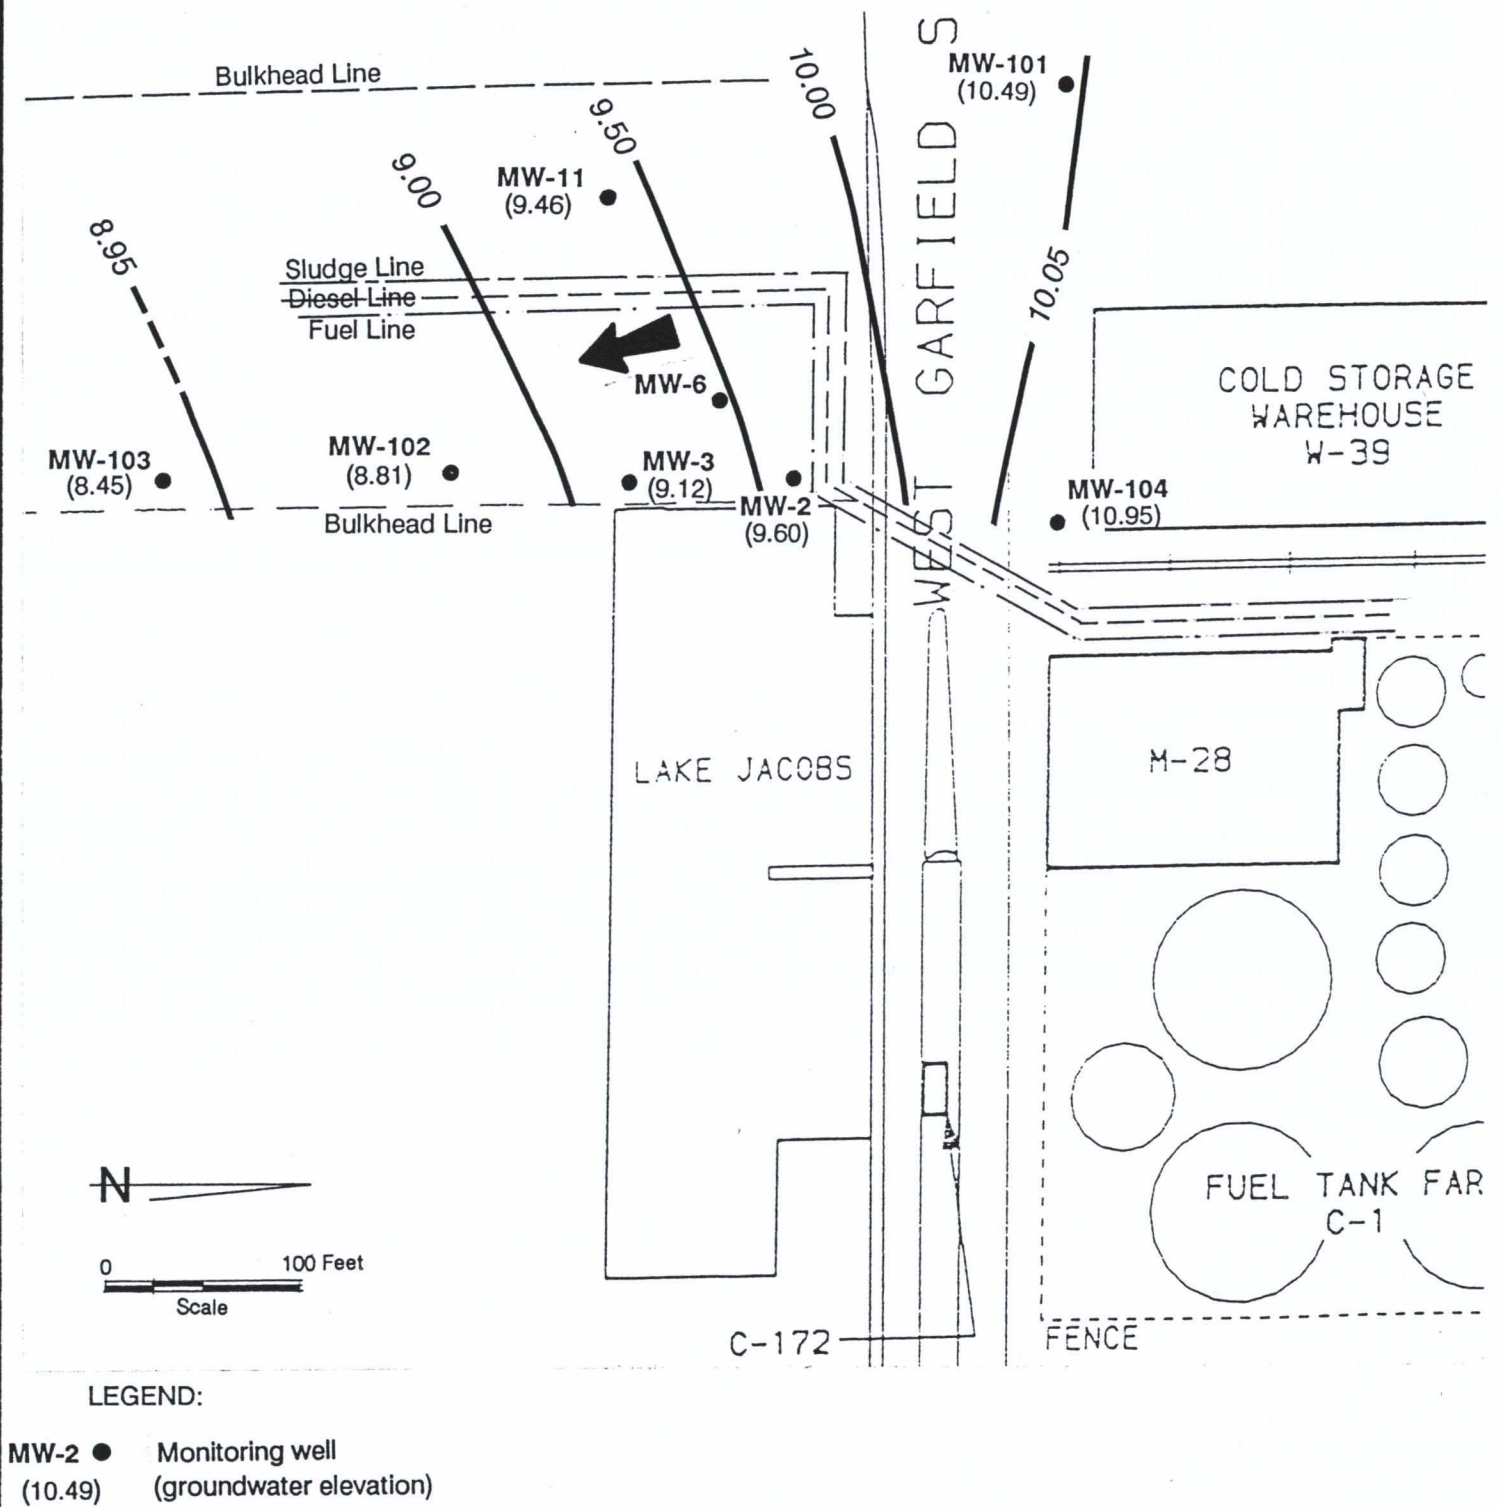 Bulkhead Line
10.00
WEST GARFIELD S
MW-101
(10.49)
9.50
9.00
MW-11
(9.46)
8.95
10.05
Sludge Line
Diesel Line
Fuel Line
MW-6
COLD STORAGE
WAREHOUSE
W-39
MW-103
(8.45)
MW-102
(8.81)
MW-3
(9.12)
MW-2
(9.60)
MW-104
(10.95)
Bulkhead Line
LAKE JACOBS
M-28
N
FUEL TANK FAR
C-1
0 100 Feet
Scale
C-172
FENCE
LEGEND:
MW-2 Monitoring well
(10.49) (groundwater elevation)